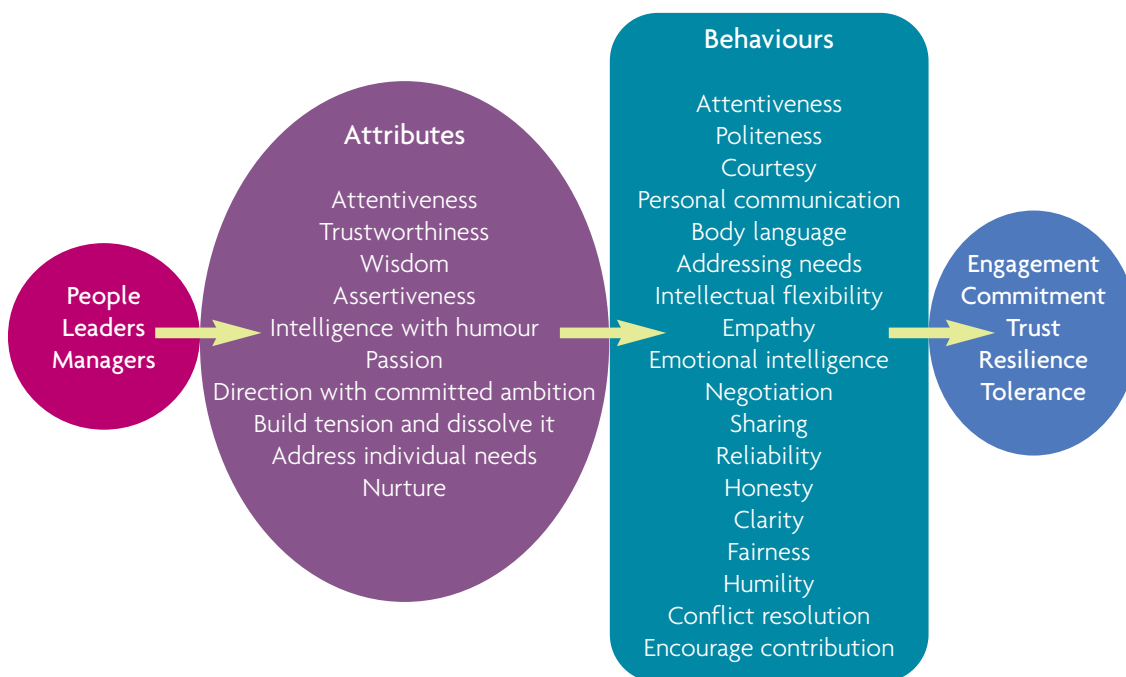 People
Leaders
Managers
Attributes
Attentiveness
Trustworthiness
Wisdom
Assertiveness
Intelligence with humour
Passion
Direction with committed ambition
Build tension and dissolve it
Address individual needs
Nurture
Behaviours
Attentiveness
Politeness
Courtesy
Personal communication
Body language
Addressing needs
Intellectual flexibility
Empathy
Emotional intelligence
Negotiation
Sharing
Reliability
Honesty
Clarity
Fairness
Humility
Conflict resolution
Encourage contribution
Engagement
Commitment
Trust
Resilience
Tolerance